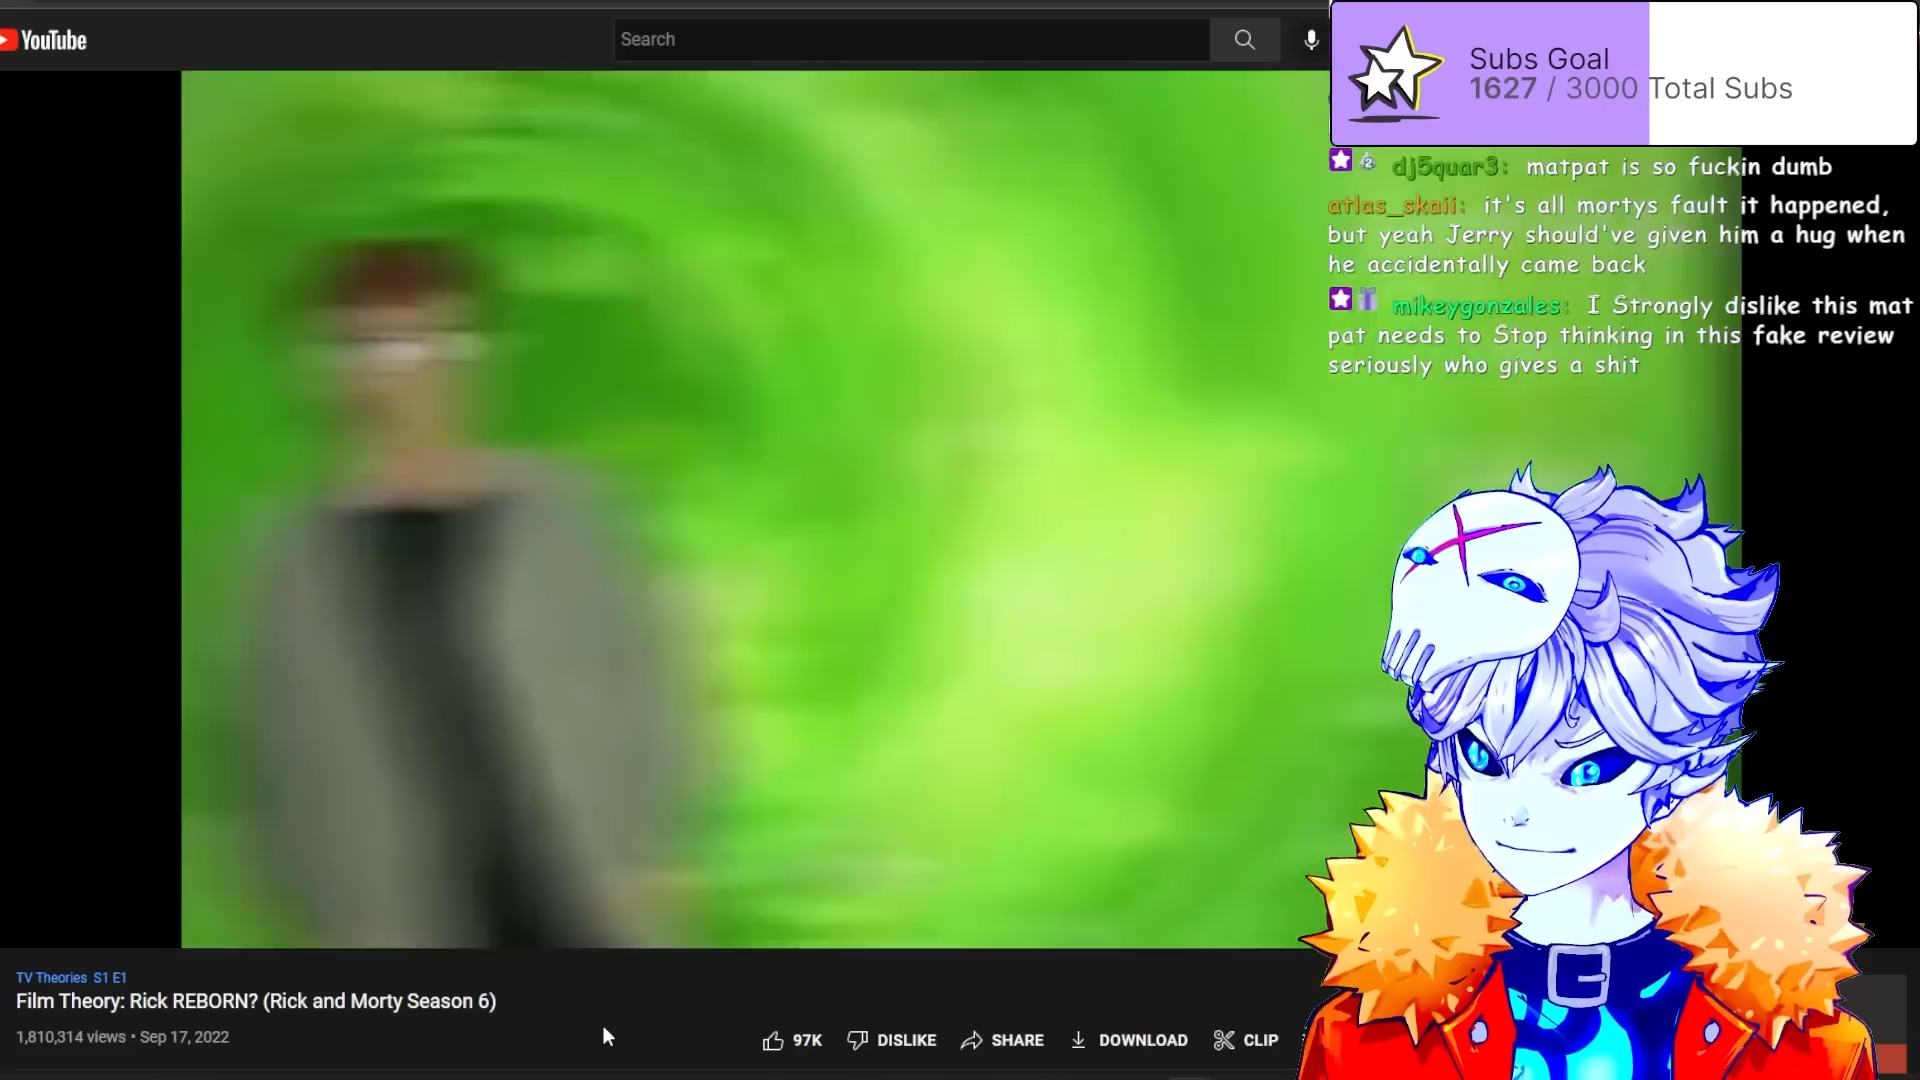 YouTube
Search
Subs Goal
1627 / 3000 Total Subs
dj5quar3: matpat is so fuckin dumb
atlas_skaii: it's all mortys fault it happened,
but yeah Jerry should've given him a hug when
he accidentally came back
mikeygonzales: I Strongly dislike this mat
pat needs to Stop thinking in this fake review
seriously who gives a shit
TV Theories S1 E1
Film Theory: Rick REBORN? (Rick and Morty Season 6)
1,810,314 views • Sep 17, 2022
97K DISLIKE SHARE DOWNLOAD CLIP